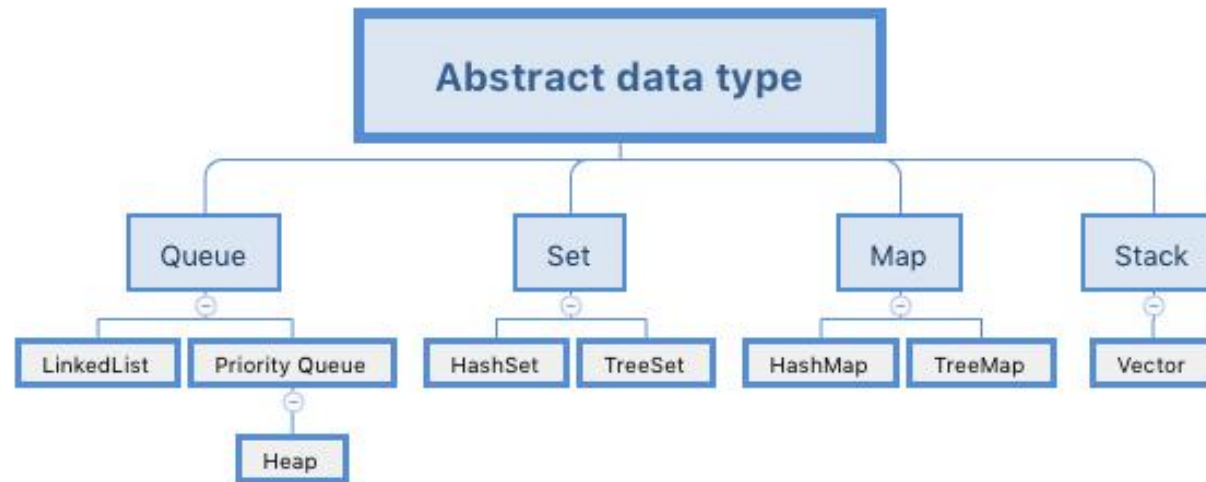 Abstract data type
Queue
Set
Map
Stack
LinkedList
Priority Queue
HashSet
TreeSet
HashMap
TreeMap
Vector
Heap